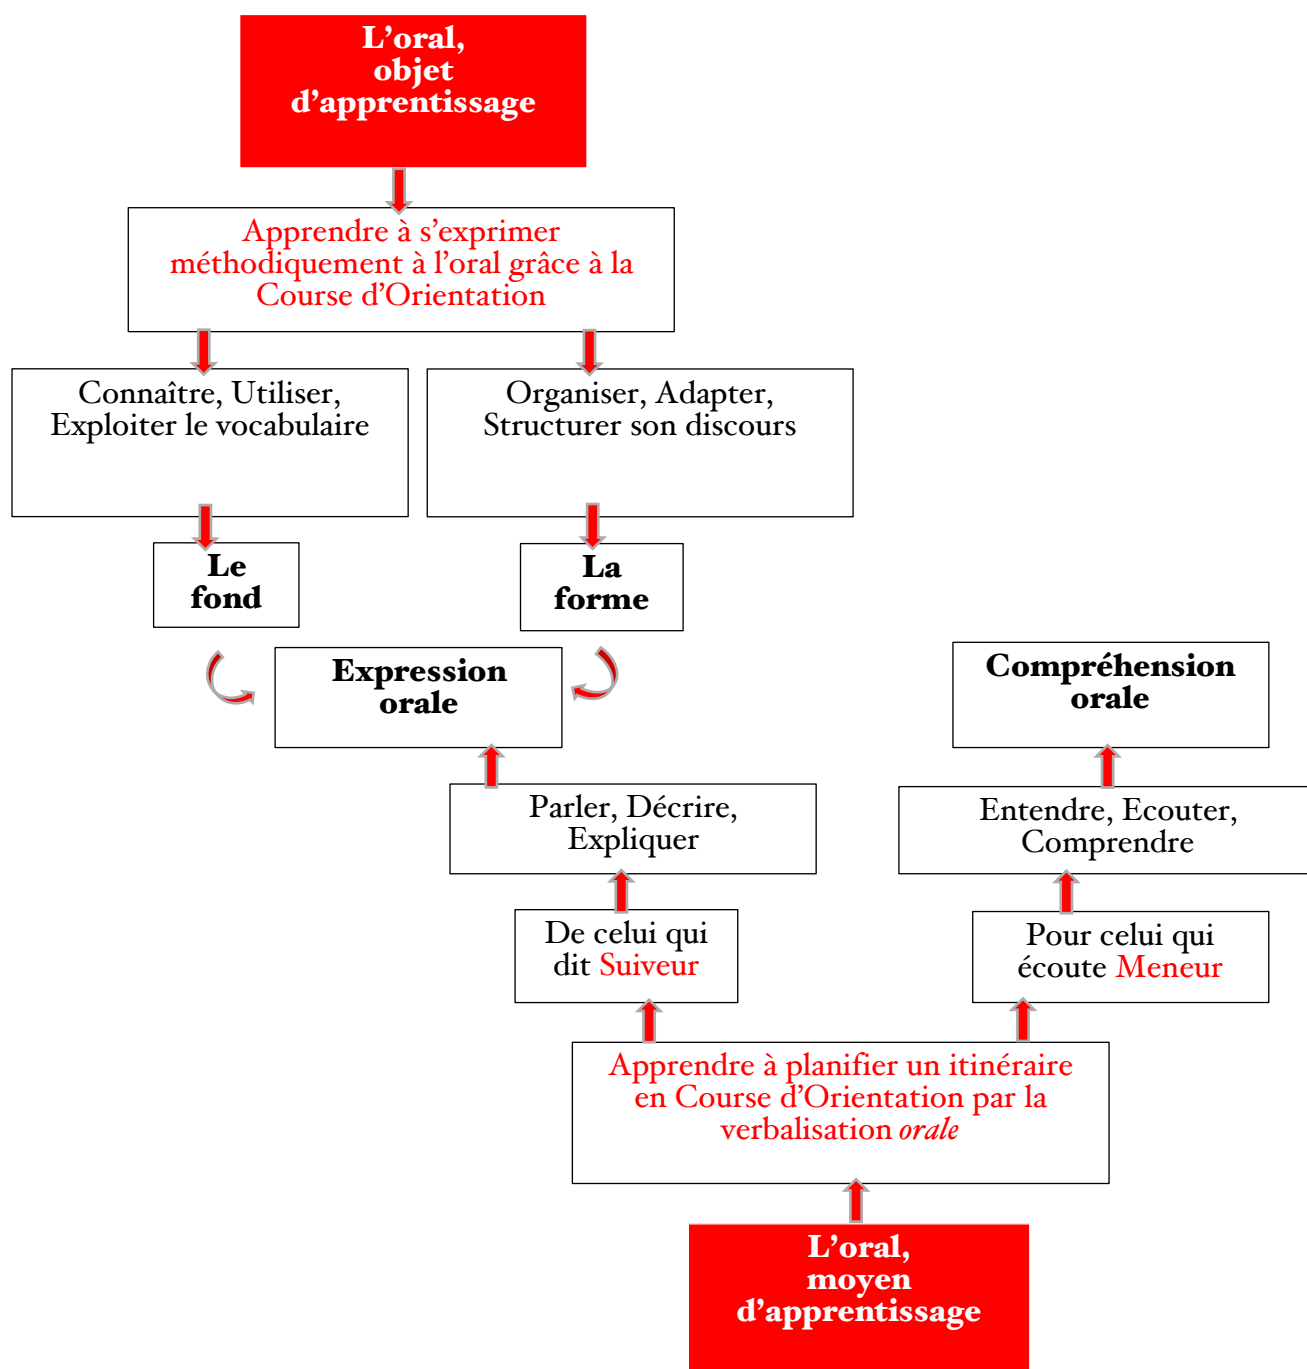 L’oral,
objet
d’apprentissage
Apprendre à s’exprimer
méthodiquement à l’oral grâce à la
Course d’Orientation
Connaître, Utiliser,
Exploiter le vocabulaire
Organiser, Adapter,
Structurer son discours
Le
fond
La
forme
Expression
orale
Compréhension
orale
Parler, Décrire,
Expliquer
Entendre, Ecouter,
Comprendre
De celui qui
dit Suiveur
Pour celui qui
écoute Meneur
Apprendre à planifier un itinéraire
en Course d’Orientation par la
verbalisation orale
L’oral,
moyen
d’apprentissage